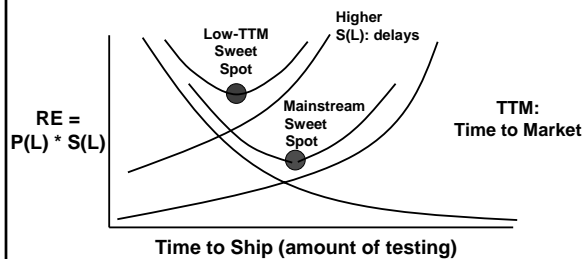 Low-TTM
Sweet
Spot
Higher
S(L): delays
RE =
P(L) * S(L)
Mainstream
Sweet
Spot
TTM:
Time to Market
Time to Ship (amount of testing)